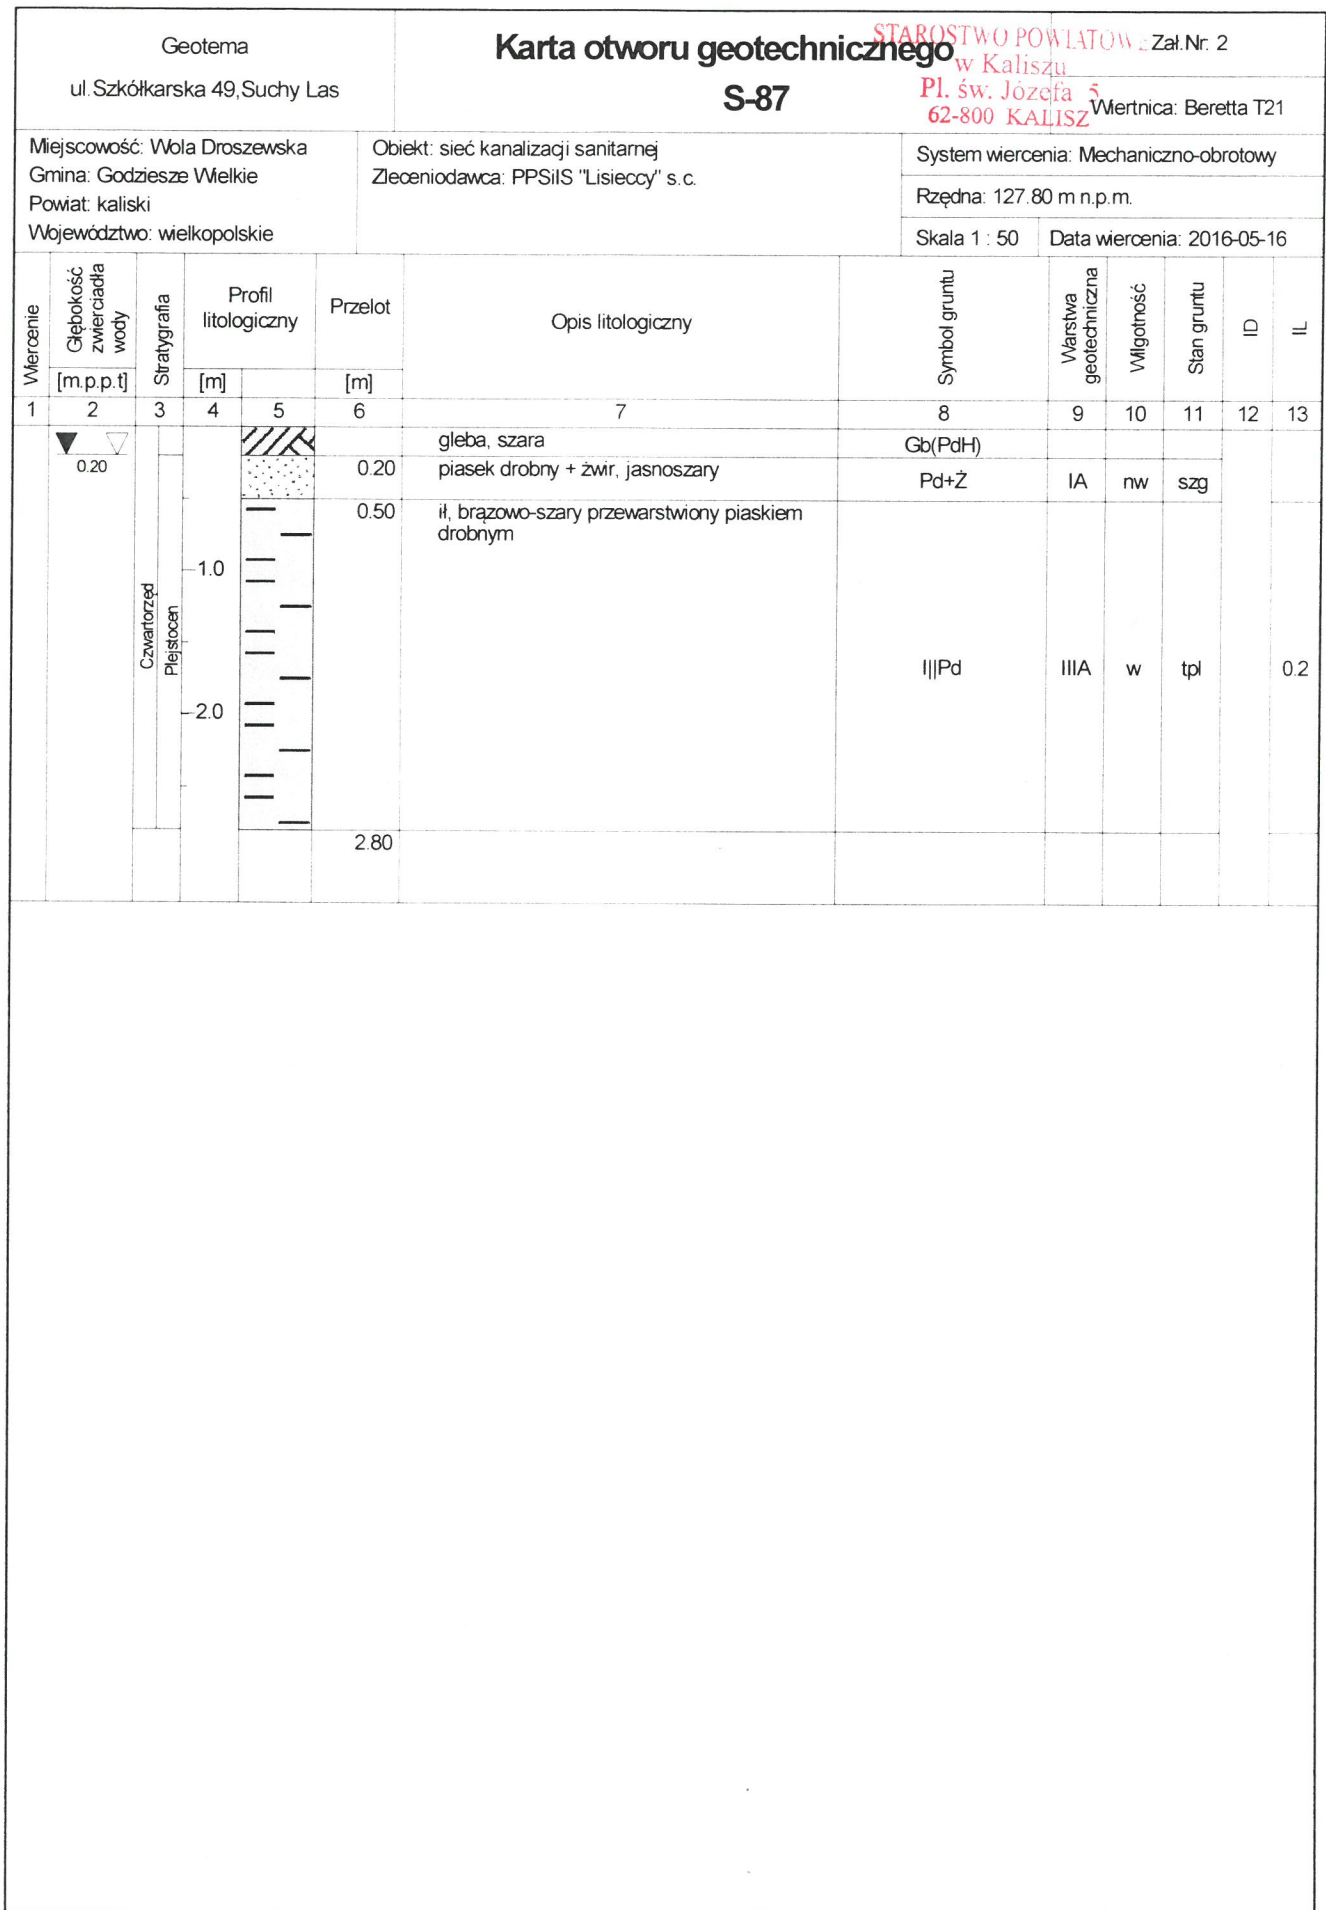 Geotema
ul.Szkółkarska 49,Suchy Las
Karta otworu geotechnicznego
S-87
STAROSTWO POWIATOWE
w Kaliszu
Pl. św. Józefa 5
62-800 KALISZ
Zał.Nr: 2
Wiertnica: Beretta T21
Miejscowość: Wola Droszewska
Gmina: Godziesze Wielkie
Powiat: kaliski
Województwo: wielkopolskie
Obiekt: sieć kanalizacji sanitarnej
Zleceniodawca: PPSiIS "Lisieccy" s.c.
System wiercenia: Mechaniczno-obrotowy
Rzędna: 127.80 m n.p.m.
Skala 1 : 50
Data wiercenia: 2016-05-16
Wiercenie
Głębokość zwierciadła wody
[m.p.p.t]
Stratygrafia
Profil litologiczny
[m]
Przelot
[m]
Opis litologiczny
Symbol gruntu
Warstwa geotechniczna
Wilgotność
Stan gruntu
ID
IL
1 2 3 4 5 6 7 8 9 10 11 12 13
gleba, szara
Gb(PdH)
0.20
0.20
piasek drobny + żwir, jasnoszary
Pd+Ż
IA
nw
szg
0.50
ił, brązowo-szary przewarstwiony piaskiem
drobnym
1.0
Czwartorzęd
Plejstocen
I||Pd
IIIA
w
tpl
0.2
2.0
2.80